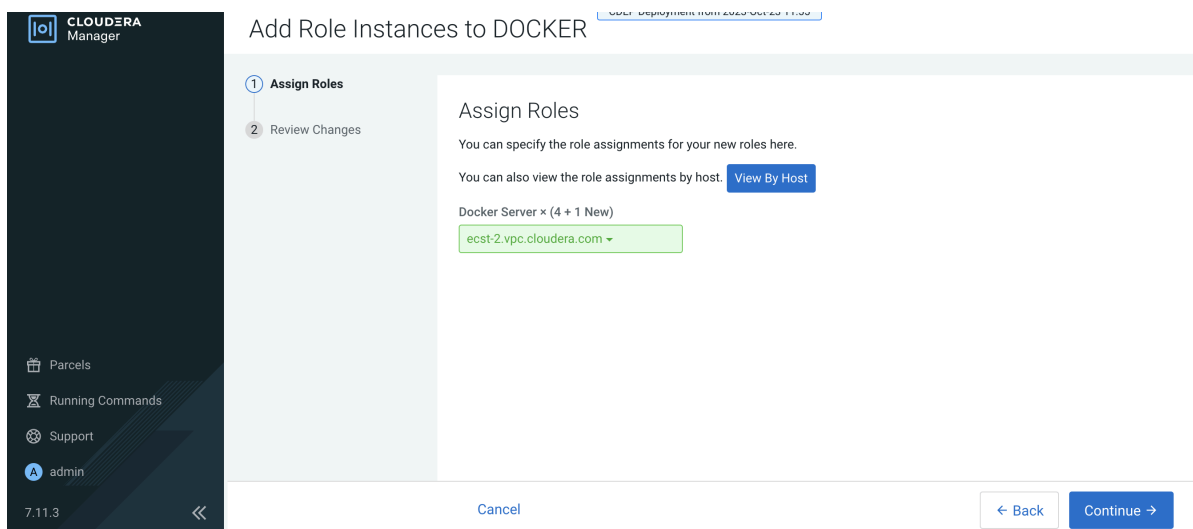 CLOUDERA
Manager
Add Role Instances to DOCKER
1 Assign Roles
2 Review Changes
Assign Roles
You can specify the role assignments for your new roles here.
You can also view the role assignments by host. View By Host
Docker Server × (4 + 1 New)
ecst-2.vpc.cloudera.com
Parcels
Running Commands
Support
A admin
7.11.3
Cancel
← Back
Continue →